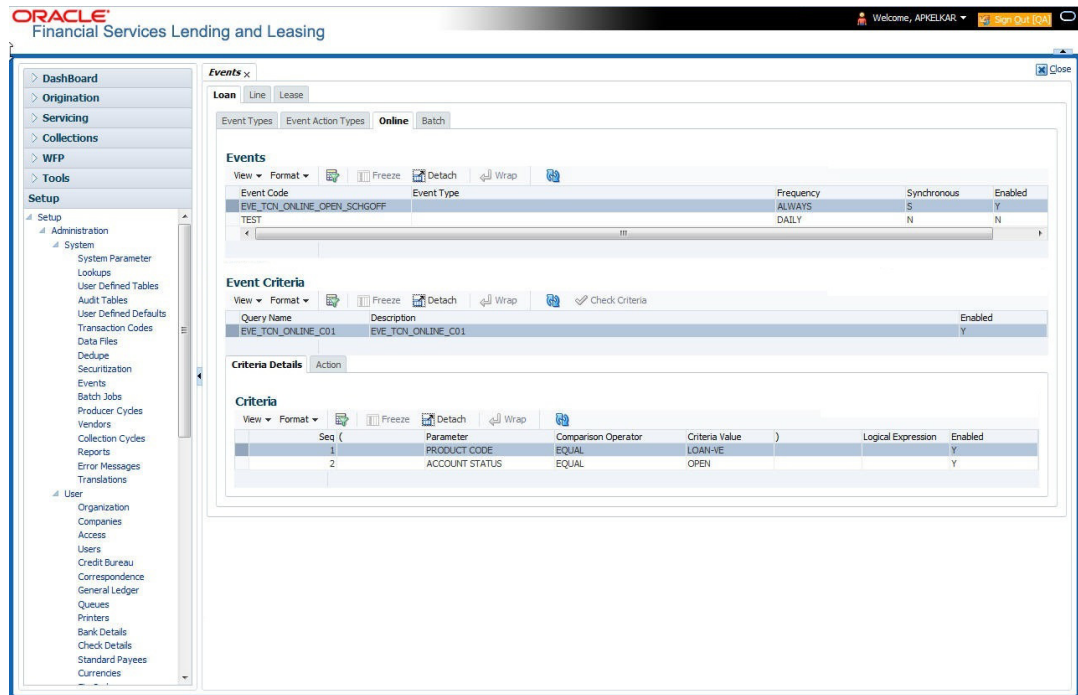 ORACLE
Financial Services Lending and Leasing
Welcome, APKELKAR
Sign Out [QA]
DashBoard
Origination
Servicing
Collections
WFP
Tools
Setup
Setup
Administration
System
System Parameter
Lookups
User Defined Tables
Audit Tables
User Defined Defaults
Transaction Codes
Data Files
Dedupe
Securitization
Events
Batch Jobs
Producer Cycles
Vendors
Collection Cycles
Reports
Error Messages
Translations
User
Organization
Companies
Access
Users
Credit Bureau
Correspondence
General Ledger
Queues
Printers
Bank Details
Check Details
Standard Payees
Currencies
Events
Close
Loan Line Lease
Event Types Event Action Types Online Batch
Events
View Format Freeze Detach Wrap
Event Code Event Type Frequency Synchronous Enabled
EVE_TCN_ONLINE_OPEN_SCHGOFF ALWAYS S Y
TEST DAILY N N
Event Criteria
View Format Freeze Detach Wrap Check Criteria
Query Name Description Enabled
EVE_TCN_ONLINE_C01 EVE_TCN_ONLINE_C01 Y
Criteria Details Action
Criteria
View Format Freeze Detach Wrap
Seq ( Parameter Comparison Operator Criteria Value ) Logical Expression Enabled
1 PRODUCT CODE EQUAL LOAN-VE Y
2 ACCOUNT STATUS EQUAL OPEN Y